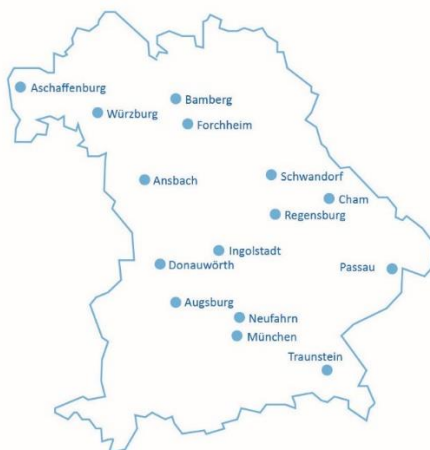 Aschaffenburg
Bamberg
Würzburg
Forchheim
Ansbach
Schwandorf
Cham
Regensburg
Ingolstadt
Donauwörth
Passau
Augsburg
Neufahrn
München
Traunstein